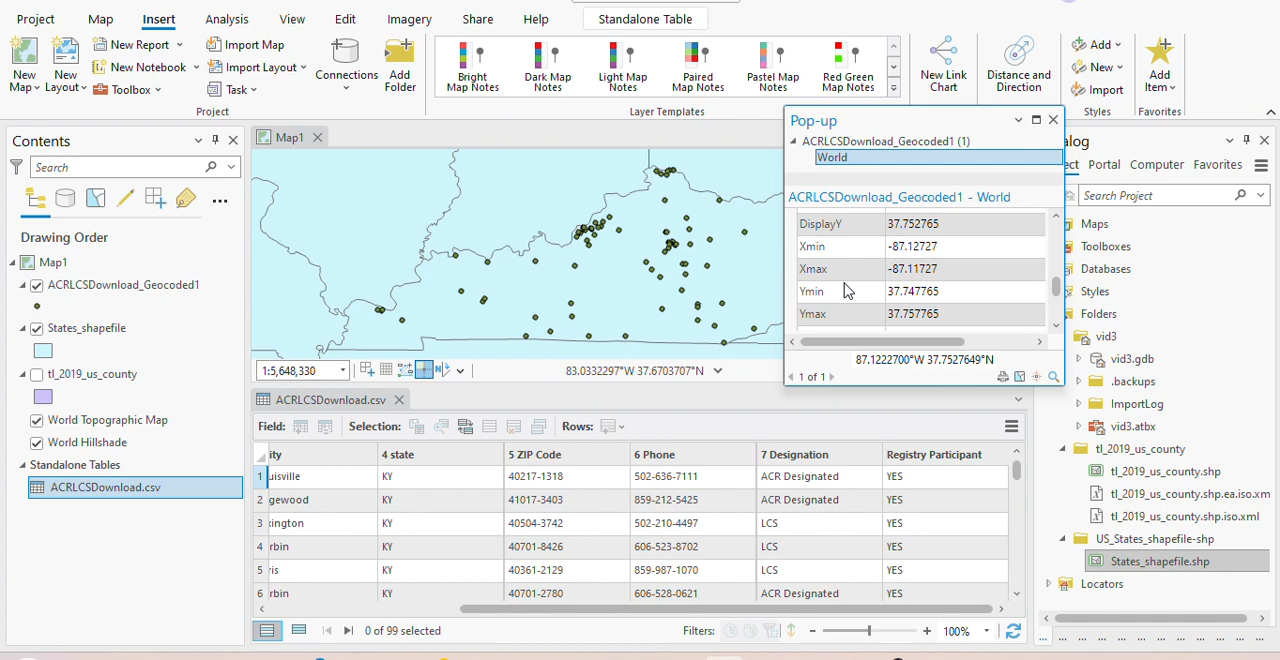 Project Map Insert Analysis View Edit Imagery Share Help Standalone Table
New Report Import Map
New Notebook Import Layout
Toolbox Task
New Map
New Layout
Connections
Add Folder
Project
Bright Map Notes
Dark Map Notes
Light Map Notes
Paired Map Notes
Pastel Map Notes
Red Green Map Notes
Layer Templates
New Link Chart
Distance and Direction
Add
New
Import
Styles
Add Item
Favorites
Contents
Search
Drawing Order
Map1
ACRLCSDownload_Geocoded1
States_shapefile
tl_2019_us_county
World Topographic Map
World Hillshade
Standalone Tables
ACRLCSDownload.csv
Map1
1:5,648,330
83.0332297°W 37.6703707°N
Pop-up
ACRLCSDownload_Geocoded1 (1)
World
ACRLCSDownload_Geocoded1 - World
DisplayY 37.752765
Xmin -87.12727
Xmax -87.11727
Ymin 37.747765
Ymax 37.757765
87.1222700°W 37.7527649°N
1 of 1
ACRLCSDownload.csv
Field: Selection: Rows:
ity 4 state 5 ZIP Code 6 Phone 7 Designation Registry Participant
1 uisville KY 40217-1318 502-636-7111 ACR Designated YES
2 gewood KY 41017-3403 859-212-5425 ACR Designated YES
3 xington KY 40504-3742 502-210-4497 LCS YES
4 rbin KY 40701-8426 606-523-8702 LCS YES
5 ris KY 40361-2129 859-987-1070 LCS YES
6 rbin KY 40701-2780 606-528-0621 ACR Designated YES
0 of 99 selected
Filters:
100%
alog
ect Portal Computer Favorites
Search Project
Maps
Toolboxes
Databases
Styles
Folders
vid3
vid3.gdb
.backups
ImportLog
vid3.atbx
tl_2019_us_county
tl_2019_us_county.shp
tl_2019_us_county.shp.ea.iso.xm
tl_2019_us_county.shp.iso.xml
US_States_shapefile-shp
States_shapefile.shp
Locators